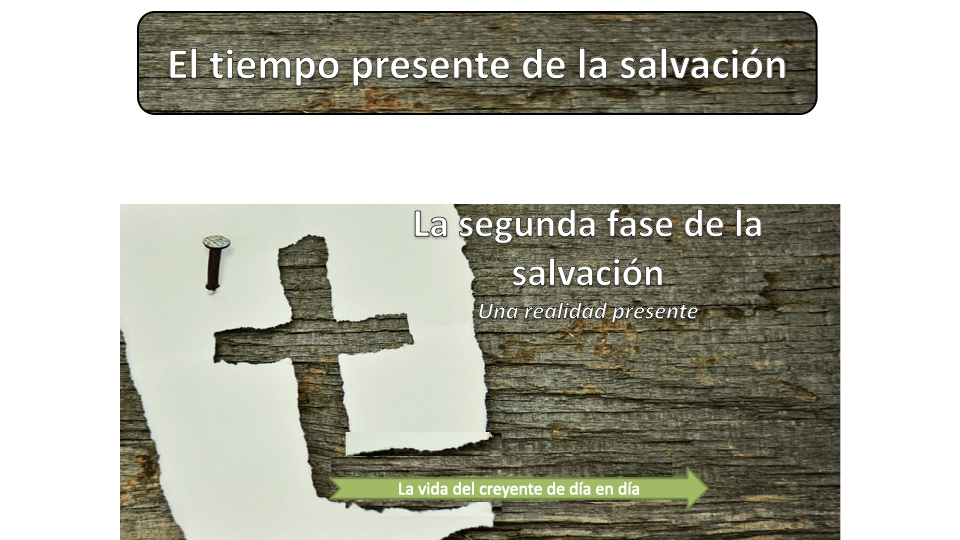 El tiempo presente de la salvación
La segunda fase de la
salvación
Una realidad presente
La vida del creyente de día en día